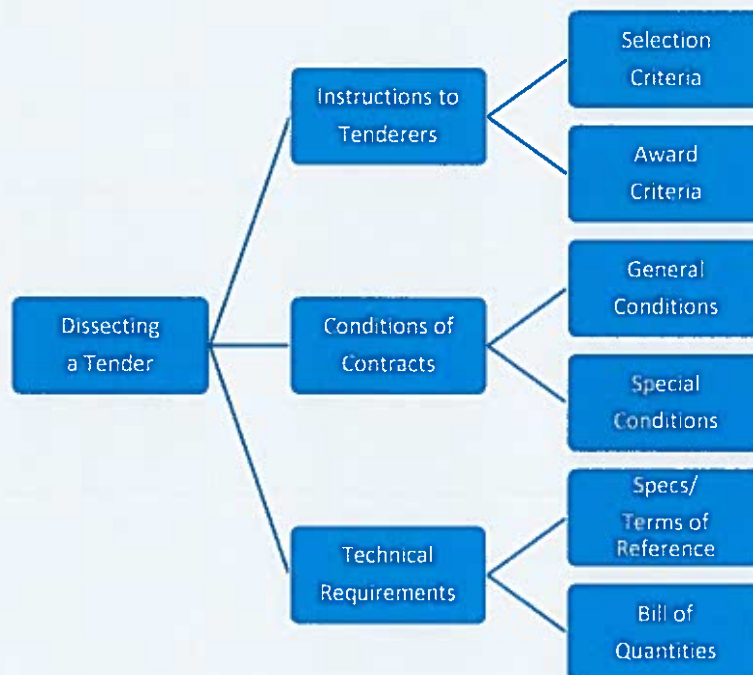 Dissecting
a Tender
Instructions to
Tenderers
Selection
Criteria
Award
Criteria
Conditions of
Contracts
General
Conditions
Special
Conditions
Technical
Requirements
Specs/
Terms of
Reference
Bill of
Quantities